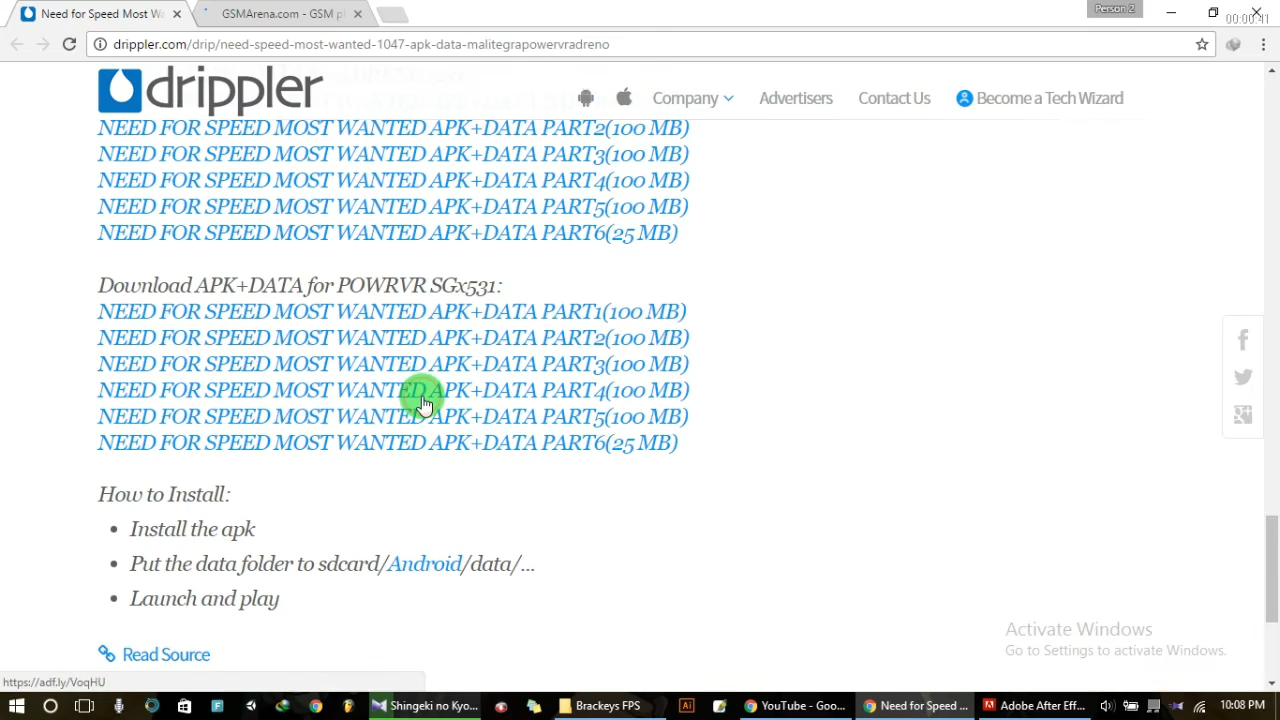 Need for Speed Most Wa
GSMArena.com - GSM p
Person 2
00:00:41
drippler.com/drip/need-speed-most-wanted-1047-apk-data-malitegrapowervradreno
drippler
Company
Advertisers
Contact Us
Become a Tech Wizard
NEED FOR SPEED MOST WANTED APK+DATA PART2(100 MB)
NEED FOR SPEED MOST WANTED APK+DATA PART3(100 MB)
NEED FOR SPEED MOST WANTED APK+DATA PART4(100 MB)
NEED FOR SPEED MOST WANTED APK+DATA PART5(100 MB)
NEED FOR SPEED MOST WANTED APK+DATA PART6(25 MB)
Download APK+DATA for POWRVR SGx531:
NEED FOR SPEED MOST WANTED APK+DATA PART1(100 MB)
NEED FOR SPEED MOST WANTED APK+DATA PART2(100 MB)
NEED FOR SPEED MOST WANTED APK+DATA PART3(100 MB)
NEED FOR SPEED MOST WANTED APK+DATA PART4(100 MB)
NEED FOR SPEED MOST WANTED APK+DATA PART5(100 MB)
NEED FOR SPEED MOST WANTED APK+DATA PART6(25 MB)
How to Install:
• Install the apk
• Put the data folder to sdcard/Android/data/...
• Launch and play
Read Source
Activate Windows
Go to Settings to activate Windows.
https://adf.ly/VoqHU
Shingeki no Kyo...
Brackeys FPS
YouTube - Goo...
Need for Speed ...
Adobe After Eff...
10:08 PM